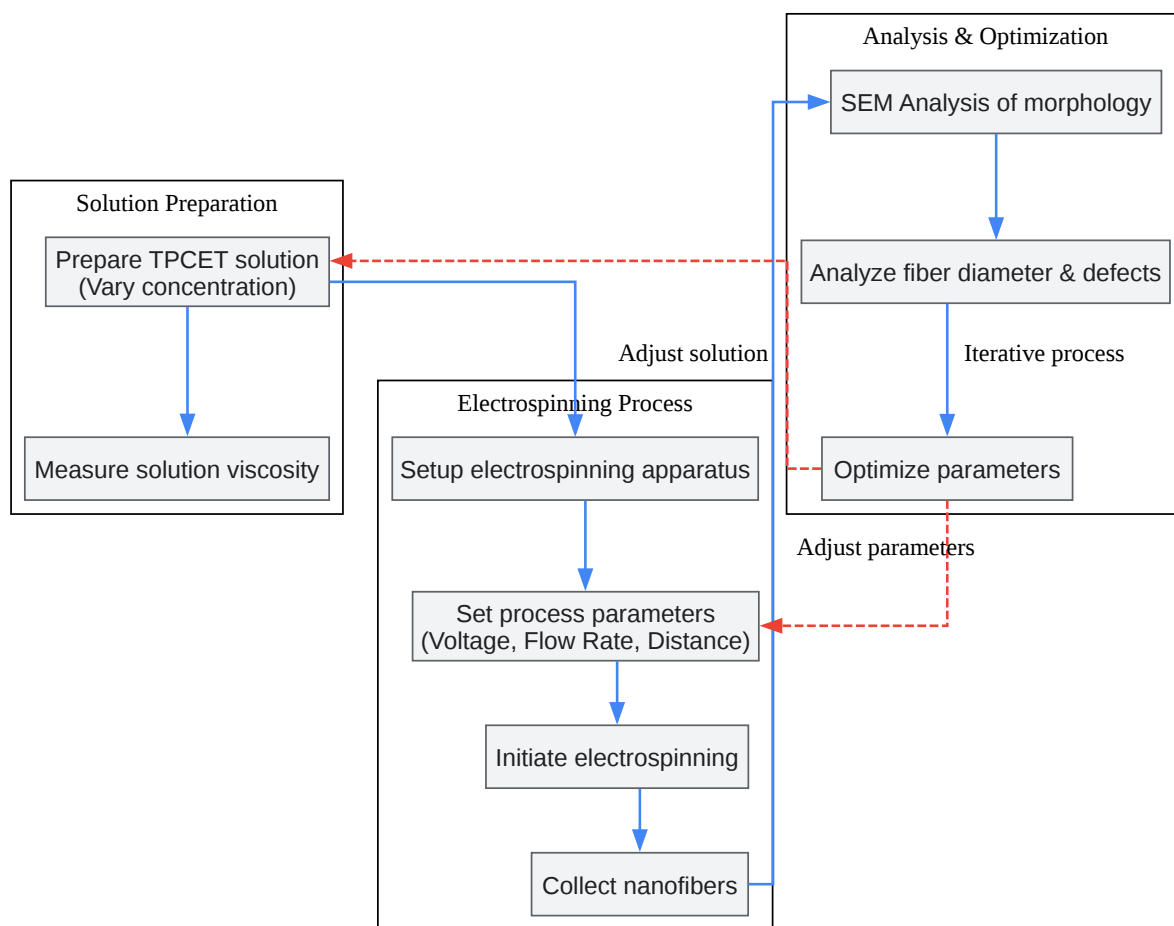 Analysis & Optimization
SEM Analysis of morphology
Analyze fiber diameter & defects
Iterative process
Optimize parameters
Solution Preparation
Prepare TPCET solution
(Vary concentration)
Measure solution viscosity
Adjust solution
Electrospinning Process
Setup electrospinning apparatus
Adjust parameters
Set process parameters
(Voltage, Flow Rate, Distance)
Initiate electrospinning
Collect nanofibers